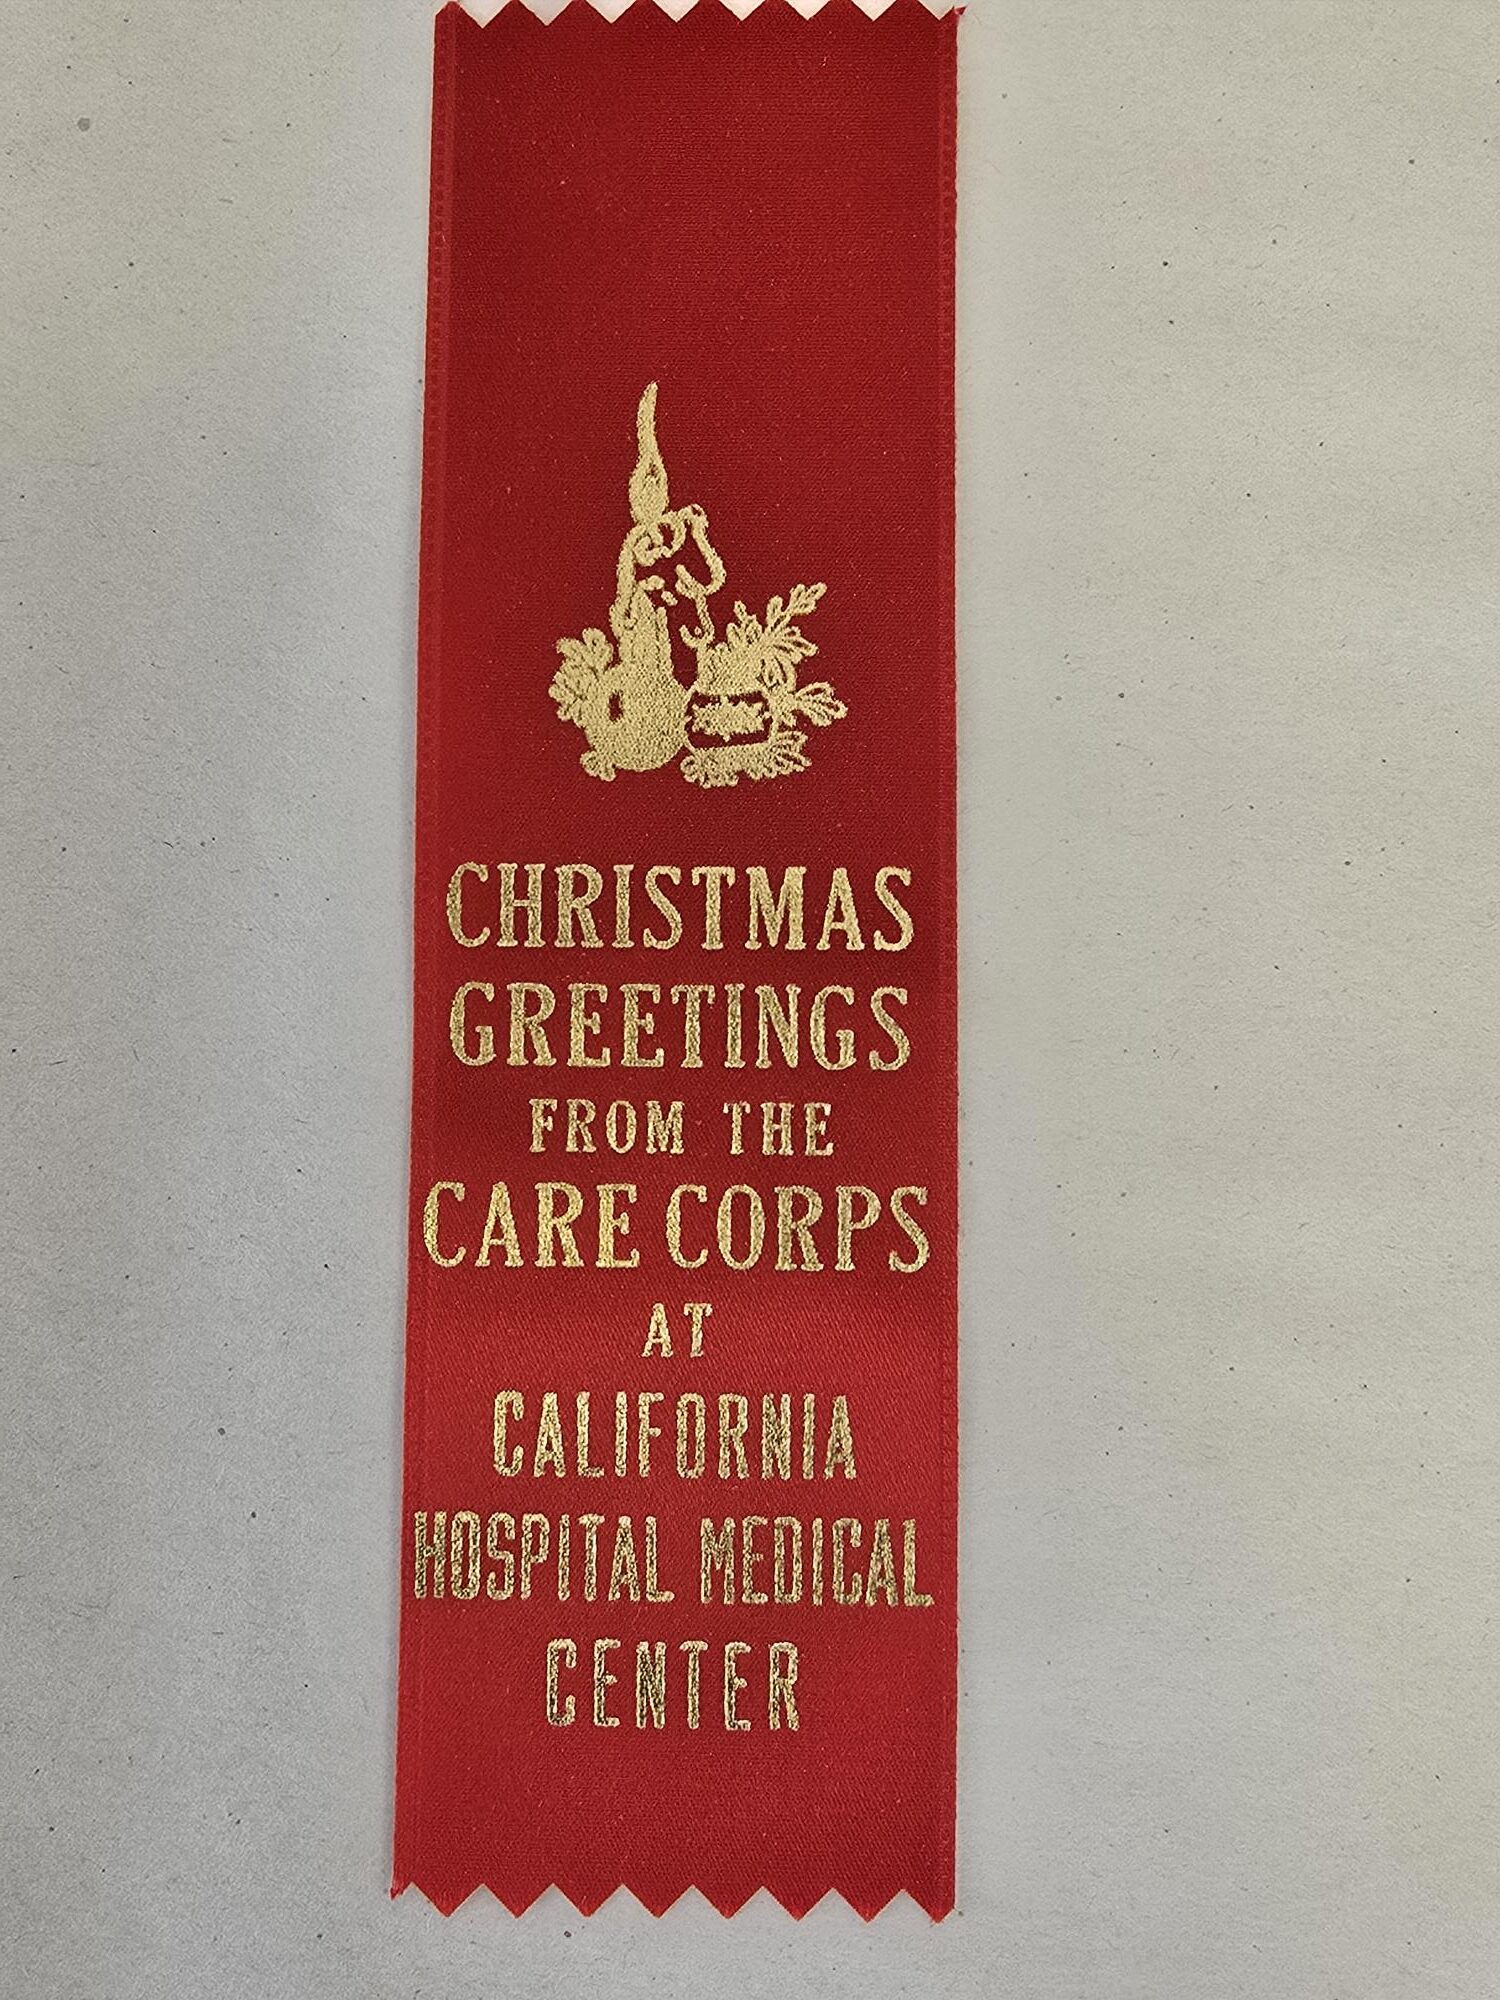 CHRISTMAS
GREETINGS
FROM THE
CARE CORPS
AT
CALIFORNIA
HOSPITAL MEDICAL
CENTER